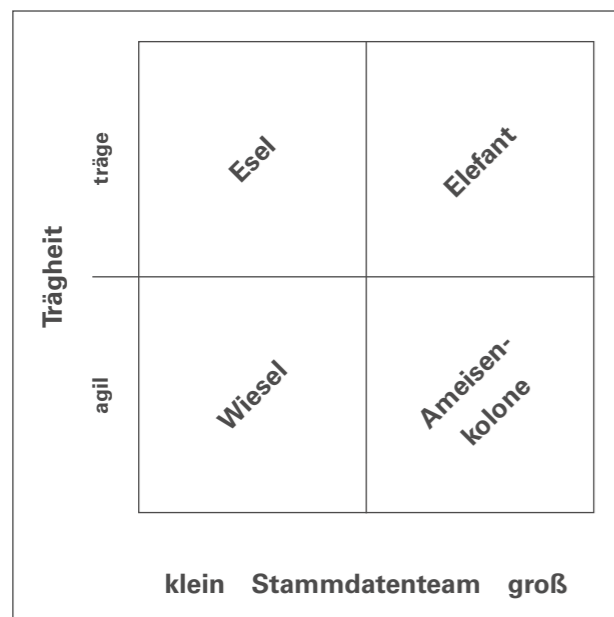 träge
Esel
Elefant
Trägheit
agil
Wiesel
Ameisen-
kolone
klein Stammdatenteam groß